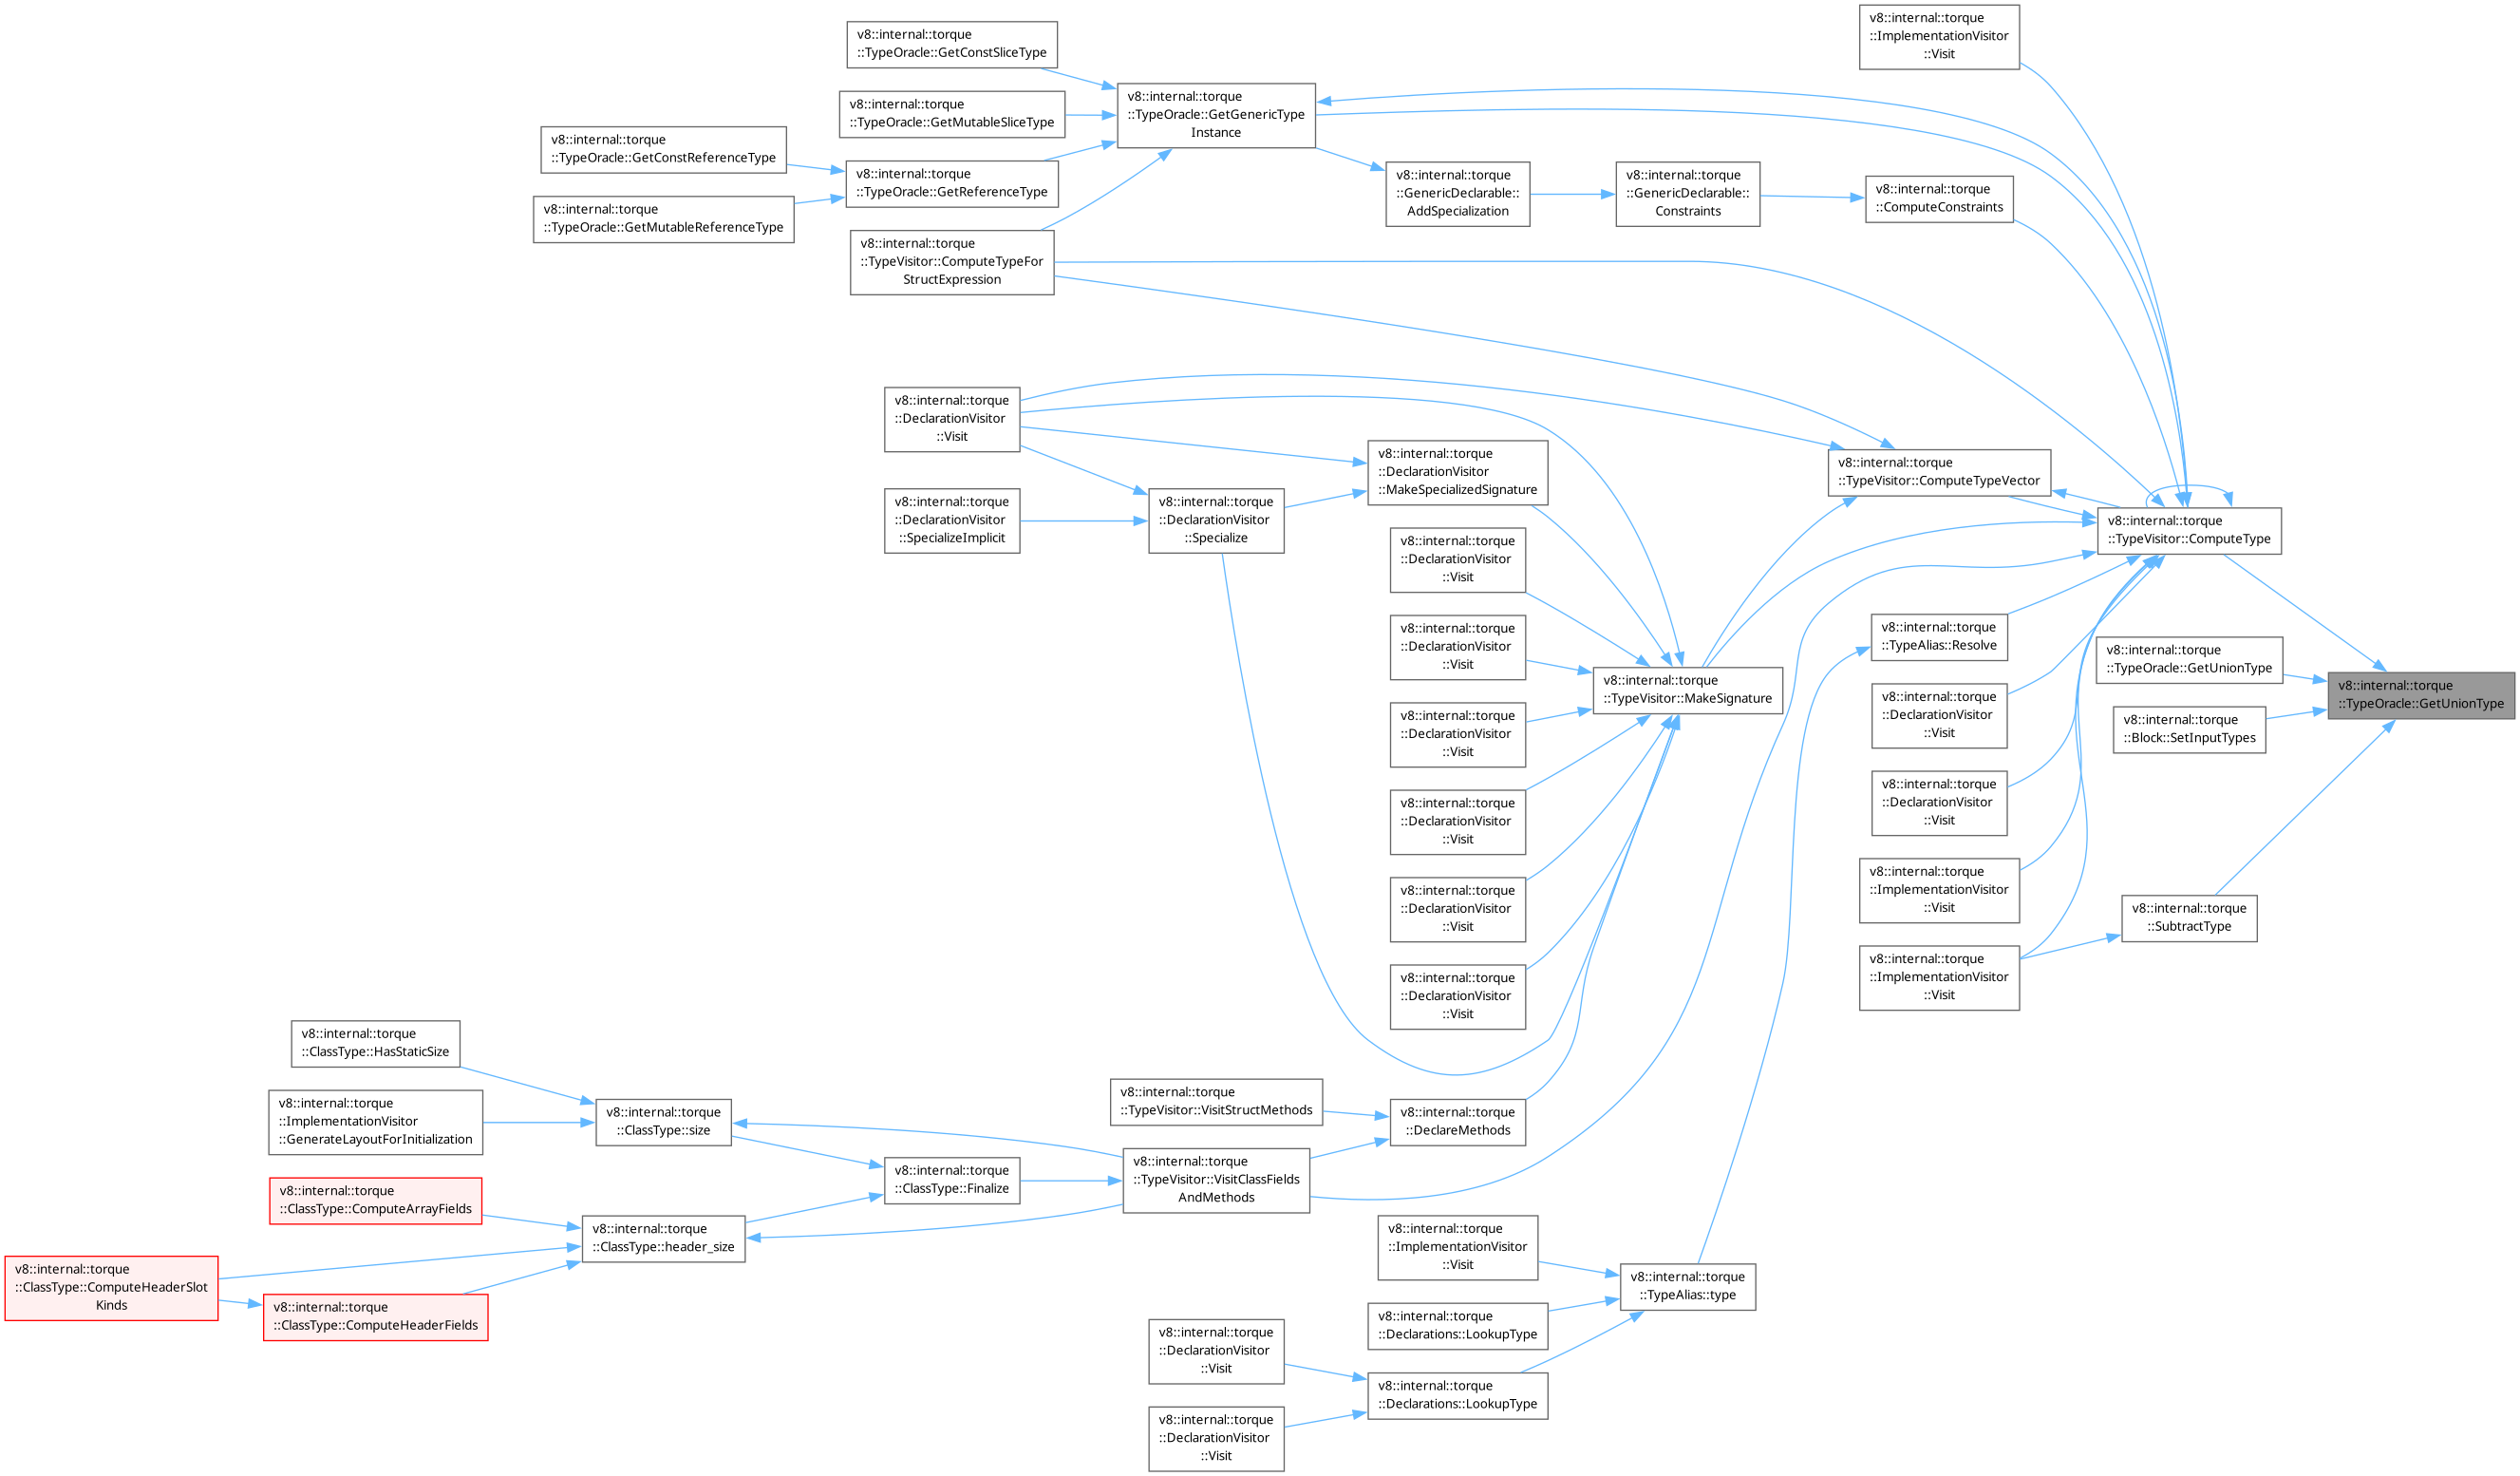 v8::internal::torque
::ImplementationVisitor
::Visit
v8::internal::torque
::TypeOracle::GetConstSliceType
v8::internal::torque
::TypeOracle::GetGenericType
Instance
v8::internal::torque
::TypeOracle::GetMutableSliceType
v8::internal::torque
::TypeOracle::GetConstReferenceType
v8::internal::torque
::TypeOracle::GetReferenceType
v8::internal::torque
::GenericDeclarable::
AddSpecialization
v8::internal::torque
::GenericDeclarable::
Constraints
v8::internal::torque
::ComputeConstraints
v8::internal::torque
::TypeOracle::GetMutableReferenceType
v8::internal::torque
::TypeVisitor::ComputeTypeFor
StructExpression
v8::internal::torque
::DeclarationVisitor
::Visit
v8::internal::torque
::DeclarationVisitor
::MakeSpecializedSignature
v8::internal::torque
::TypeVisitor::ComputeTypeVector
v8::internal::torque
::DeclarationVisitor
::SpecializeImplicit
v8::internal::torque
::DeclarationVisitor
::Specialize
v8::internal::torque
::TypeVisitor::ComputeType
v8::internal::torque
::DeclarationVisitor
::Visit
v8::internal::torque
::DeclarationVisitor
::Visit
v8::internal::torque
::TypeAlias::Resolve
v8::internal::torque
::TypeOracle::GetUnionType
v8::internal::torque
::TypeVisitor::MakeSignature
v8::internal::torque
::TypeOracle::GetUnionType
v8::internal::torque
::DeclarationVisitor
::Visit
v8::internal::torque
::DeclarationVisitor
::Visit
v8::internal::torque
::Block::SetInputTypes
v8::internal::torque
::DeclarationVisitor
::Visit
v8::internal::torque
::DeclarationVisitor
::Visit
v8::internal::torque
::DeclarationVisitor
::Visit
v8::internal::torque
::ImplementationVisitor
::Visit
v8::internal::torque
::SubtractType
v8::internal::torque
::DeclarationVisitor
::Visit
v8::internal::torque
::ImplementationVisitor
::Visit
v8::internal::torque
::ClassType::HasStaticSize
v8::internal::torque
::ImplementationVisitor
::GenerateLayoutForInitialization
v8::internal::torque
::ClassType::size
v8::internal::torque
::TypeVisitor::VisitStructMethods
v8::internal::torque
::DeclareMethods
v8::internal::torque
::ClassType::Finalize
v8::internal::torque
::TypeVisitor::VisitClassFields
AndMethods
v8::internal::torque
::ClassType::ComputeArrayFields
v8::internal::torque
::ClassType::header_size
v8::internal::torque
::ImplementationVisitor
::Visit
v8::internal::torque
::ClassType::ComputeHeaderSlot
Kinds
v8::internal::torque
::ClassType::ComputeHeaderFields
v8::internal::torque
::TypeAlias::type
v8::internal::torque
::Declarations::LookupType
v8::internal::torque
::DeclarationVisitor
::Visit
v8::internal::torque
::Declarations::LookupType
v8::internal::torque
::DeclarationVisitor
::Visit